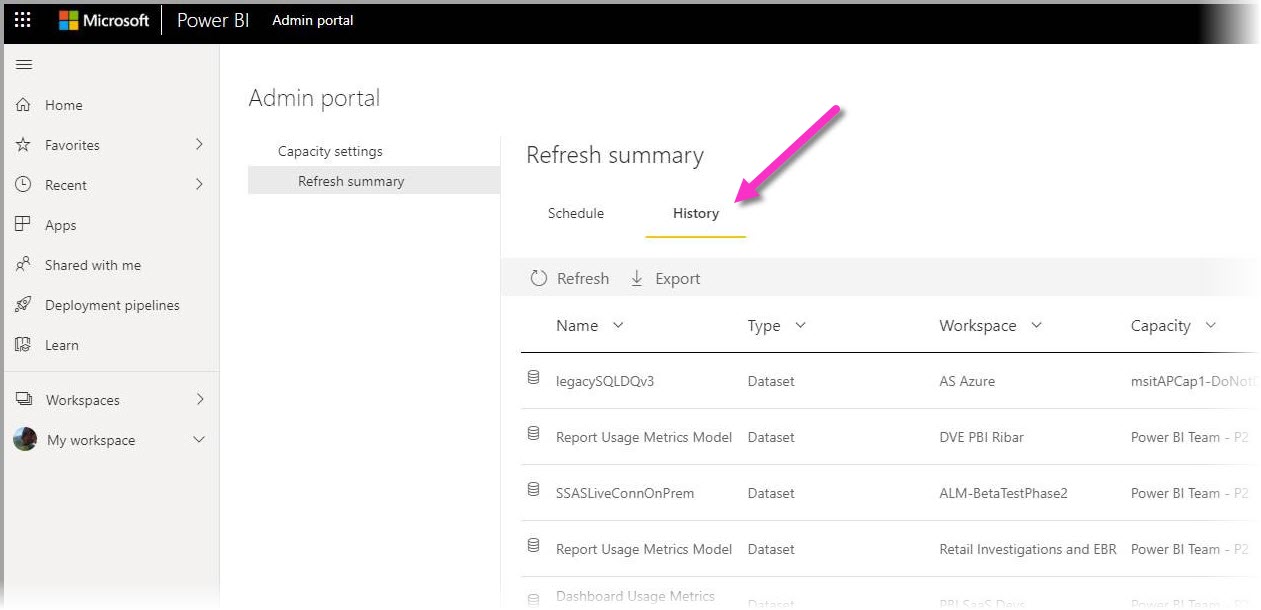 Microsoft Power BI Admin portal
Home
Favorites
Recent
Apps
Shared with me
Deployment pipelines
Learn
Workspaces
My workspace
Admin portal
Capacity settings
Refresh summary
Refresh summary
Schedule History
Refresh Export
Name Type Workspace Capacity
legacySQLDQv3 Dataset AS Azure msitAPCap1-DoNot
Report Usage Metrics Model Dataset DVE PBI Ribar Power BI Team - P2
SSASLiveConnOnPrem Dataset ALM-BetaTestPhase2 Power BI Team - P2
Report Usage Metrics Model Dataset Retail Investigations and EBR Power BI Team - P2
Dashboard Usage Metrics
Dataset PBI SaaS Devs Power BI Team - P2